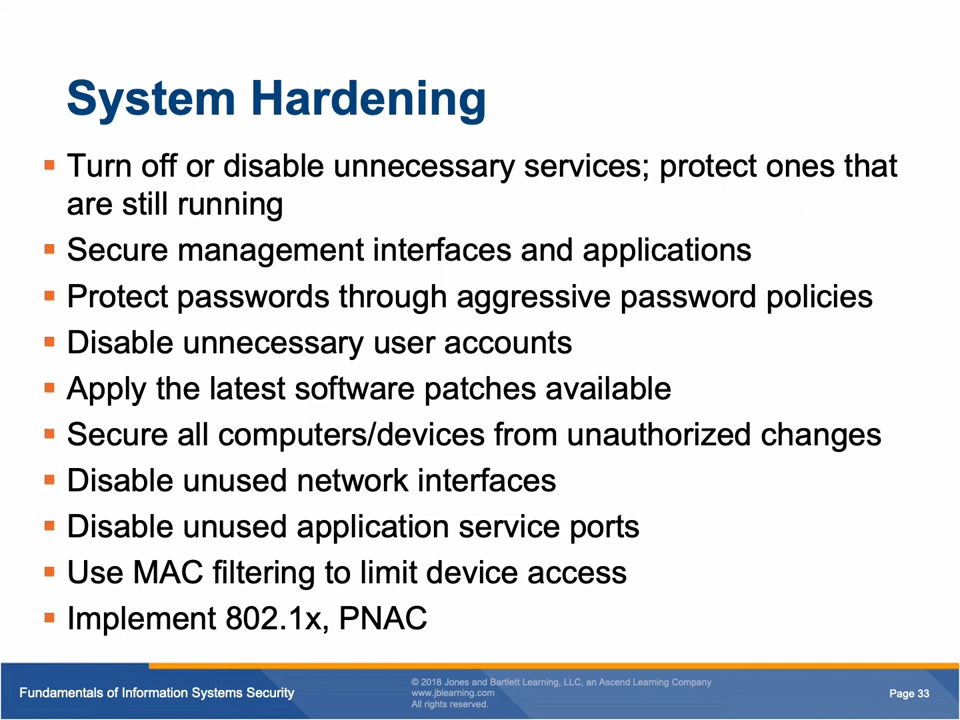 System Hardening
Turn off or disable unnecessary services; protect ones that
are still running
Secure management interfaces and applications
Protect passwords through aggressive password policies
Disable unnecessary user accounts
Apply the latest software patches available
Secure all computers/devices from unauthorized changes
Disable unused network interfaces
Disable unused application service ports
Use MAC filtering to limit device access
Implement 802.1x, PNAC
Fundamentals of Information Systems Security
© 2018 Jones and Bartlett Learning, LLC, an Ascend Learning Company
www.jblearning.com
All rights reserved.
Page 33